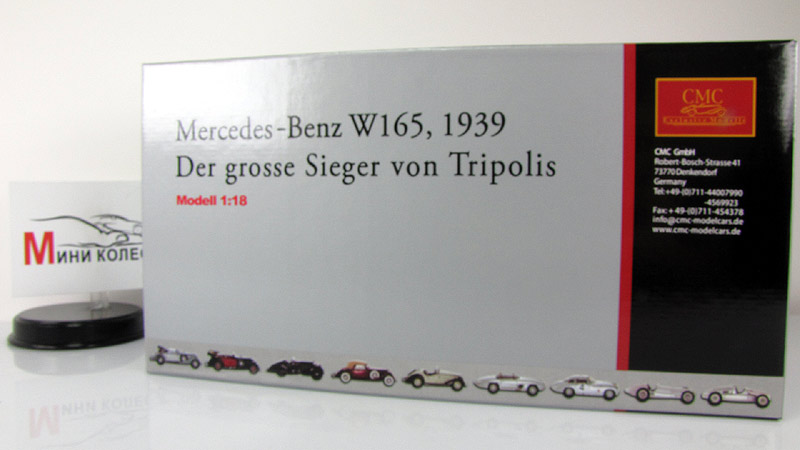 Mercedes-Benz W165, 1939
Der grosse Sieger von Tripolis
Modell 1:18
CMC
CMC GmbH
Robert-Bosch-Strasse 41
73770 Denkendorf
Germany
Tel:+49-(0)711-44007990
-4569923
Fax:+49-(0)711-454378
info@cmc-modelcars.de
www.cmc-modelcars.de
МИНИ КОЛЕС